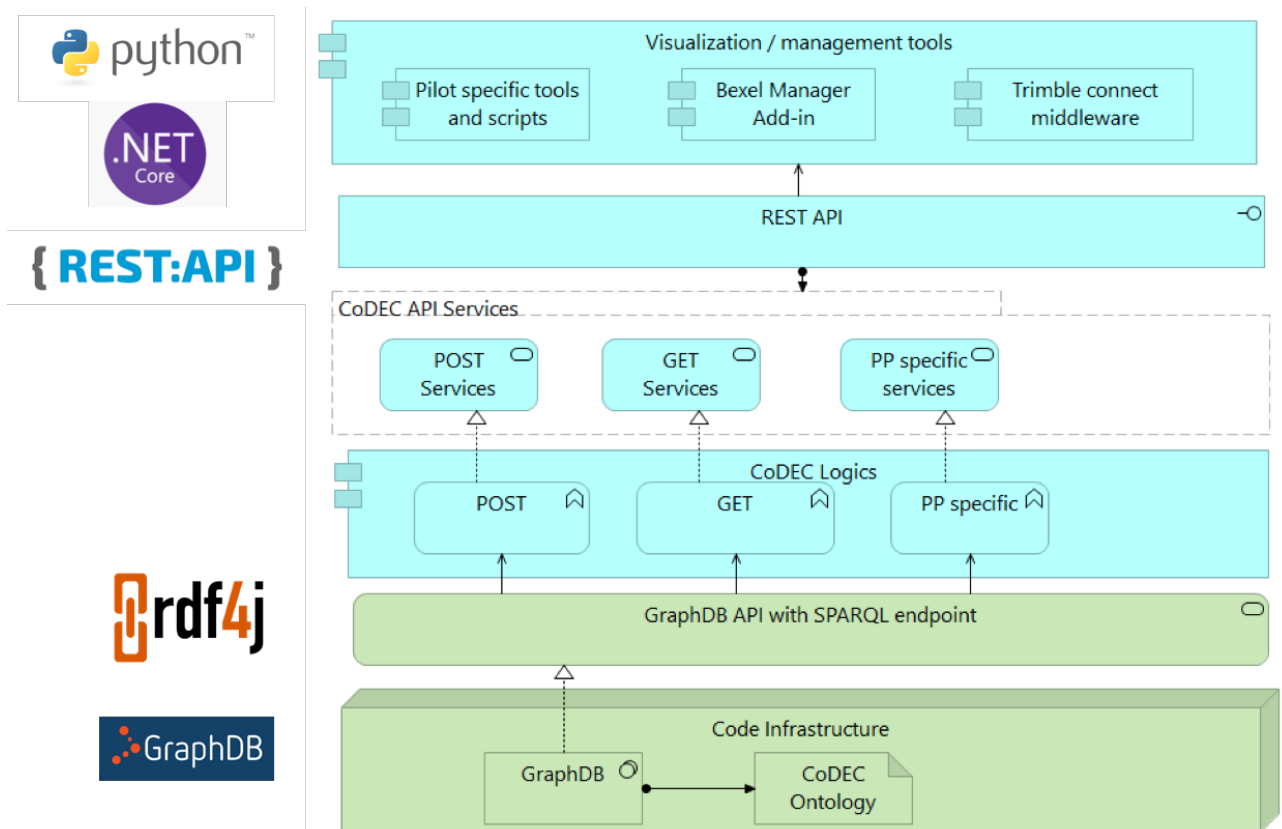 python™
.NET
Core
{ REST:API }
rdf4j
GraphDB
Visualization / management tools
Pilot specific tools
and scripts
Bexel Manager
Add-in
Trimble connect
middleware
REST API
CoDEC API Services
POST
Services
GET
Services
PP specific
services
CoDEC Logics
POST
GET
PP specific
GraphDB API with SPARQL endpoint
Code Infrastructure
GraphDB
CoDEC
Ontology